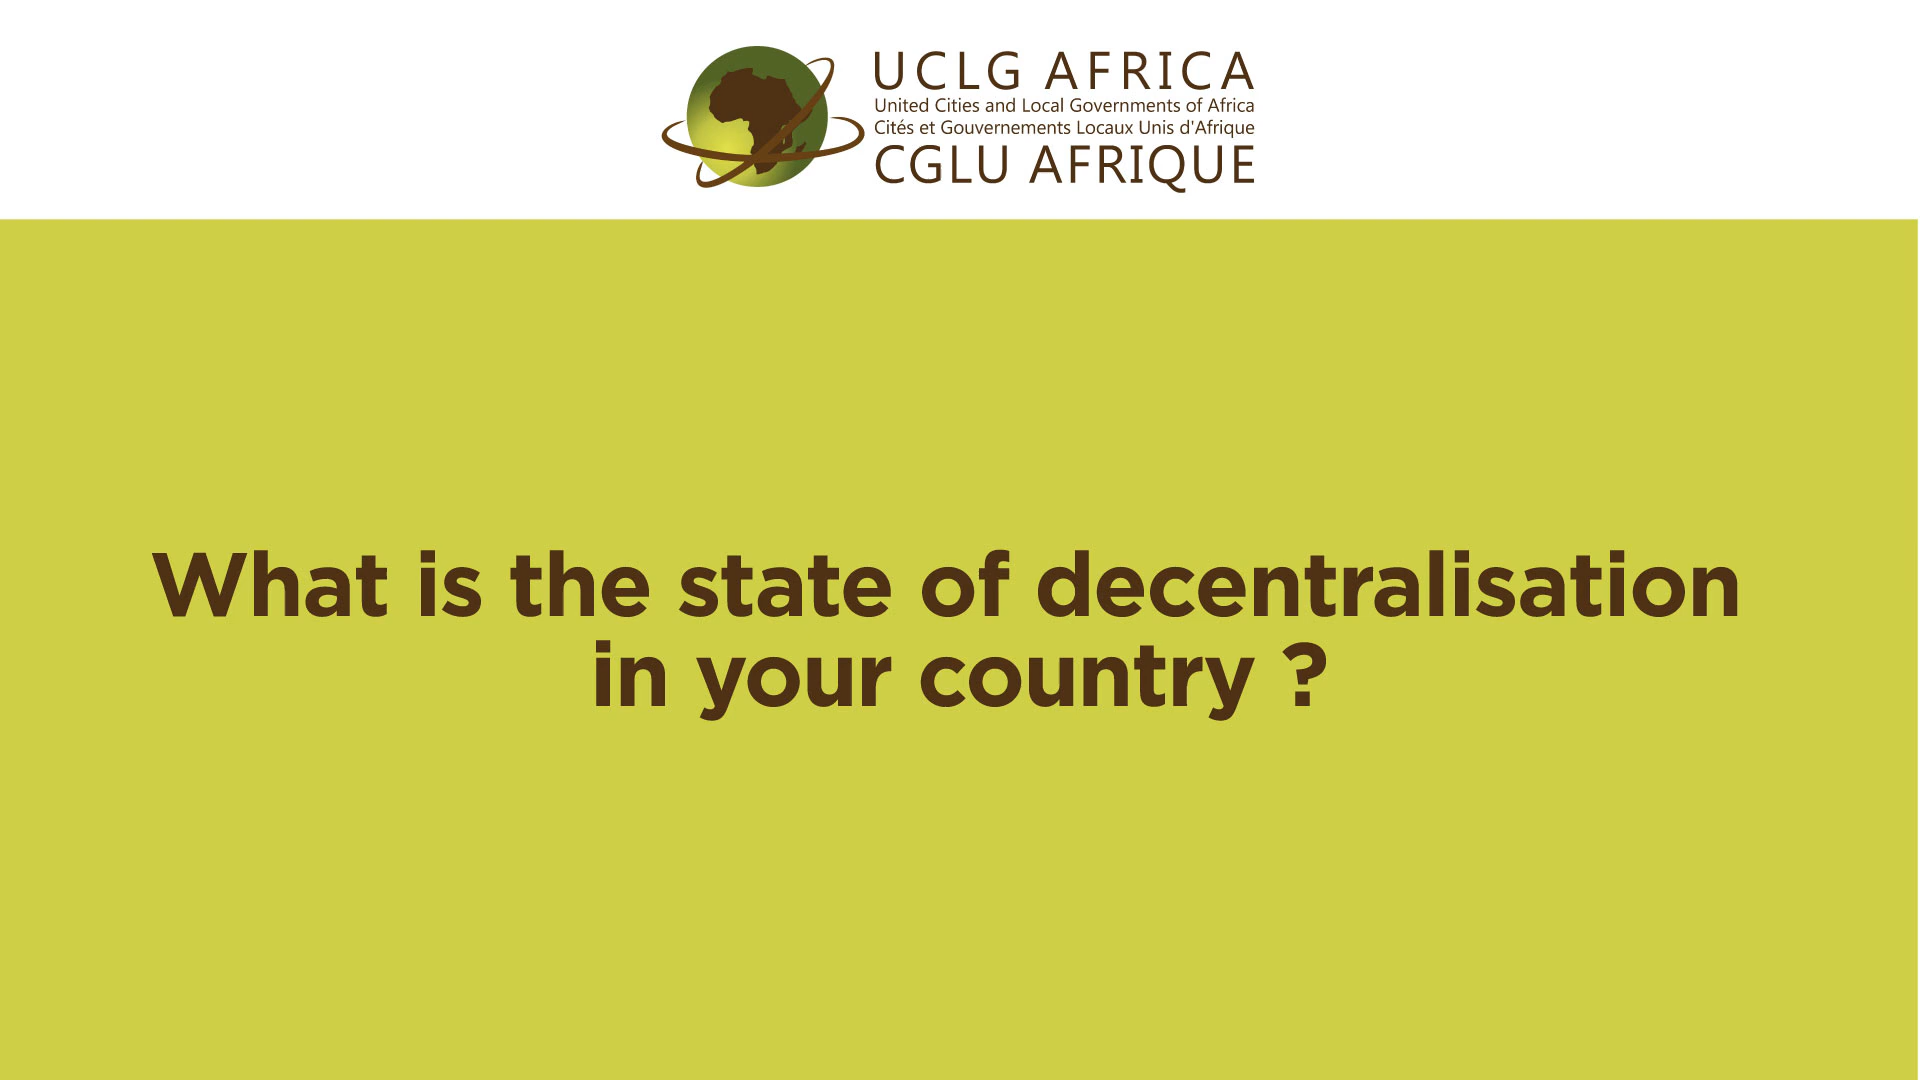 UCLG AFRICA
United Cities and Local Governments of Africa
Cités et Gouvernements Locaux Unis d'Afrique
CGLU AFRIQUE
What is the state of decentralisation
in your country ?